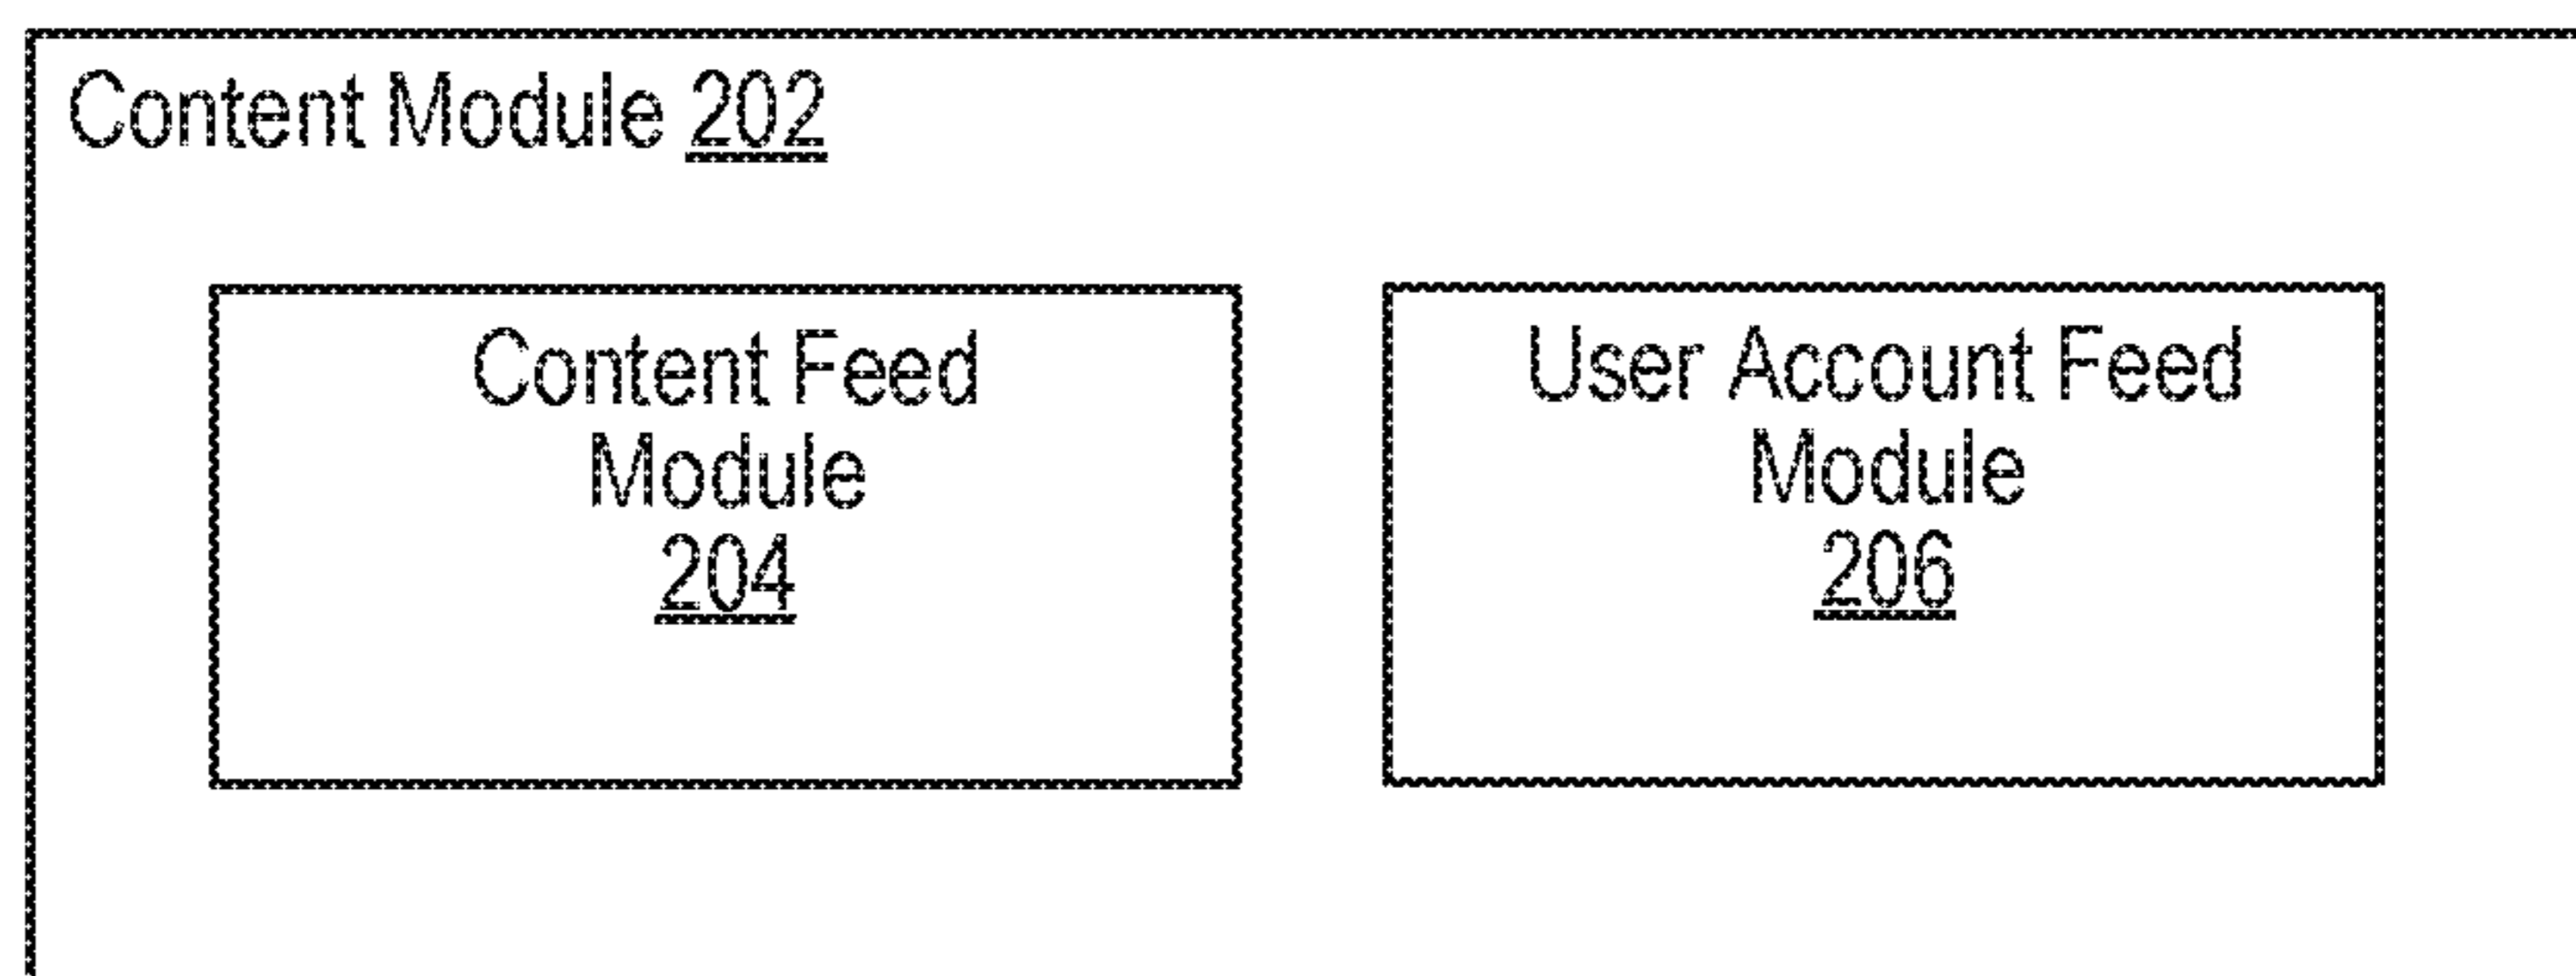 Content Module 202
Content Feed
Module
204
User Account Feed
Module
206